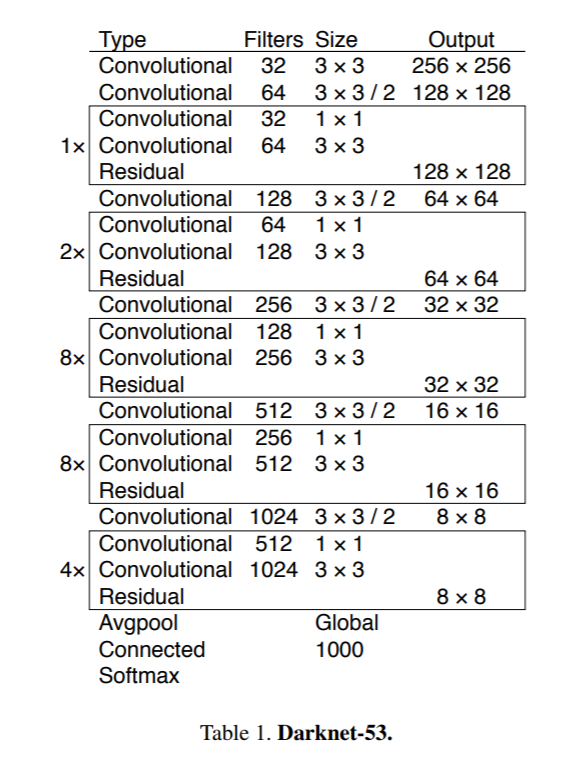 Type Filters Size Output
Convolutional 32 3 × 3 256 × 256
Convolutional 64 3 × 3 / 2 128 × 128
Convolutional 32 1 × 1
1× Convolutional 64 3 × 3
Residual 128 × 128
Convolutional 128 3 × 3 / 2 64 × 64
Convolutional 64 1 × 1
2× Convolutional 128 3 × 3
Residual 64 × 64
Convolutional 256 3 × 3 / 2 32 × 32
Convolutional 128 1 × 1
8× Convolutional 256 3 × 3
Residual 32 × 32
Convolutional 512 3 × 3 / 2 16 × 16
Convolutional 256 1 × 1
8× Convolutional 512 3 × 3
Residual 16 × 16
Convolutional 1024 3 × 3 / 2 8 × 8
Convolutional 512 1 × 1
4× Convolutional 1024 3 × 3
Residual 8 × 8
Avgpool Global
Connected 1000
Softmax
Table 1. Darknet-53.